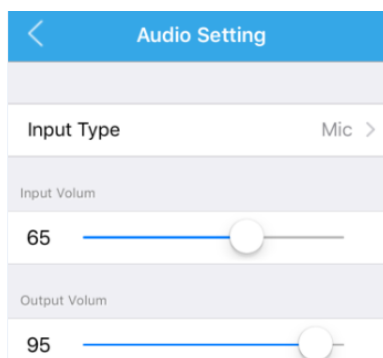 Audio Setting
Input Type Mic
Input Volum
65
Output Volum
95